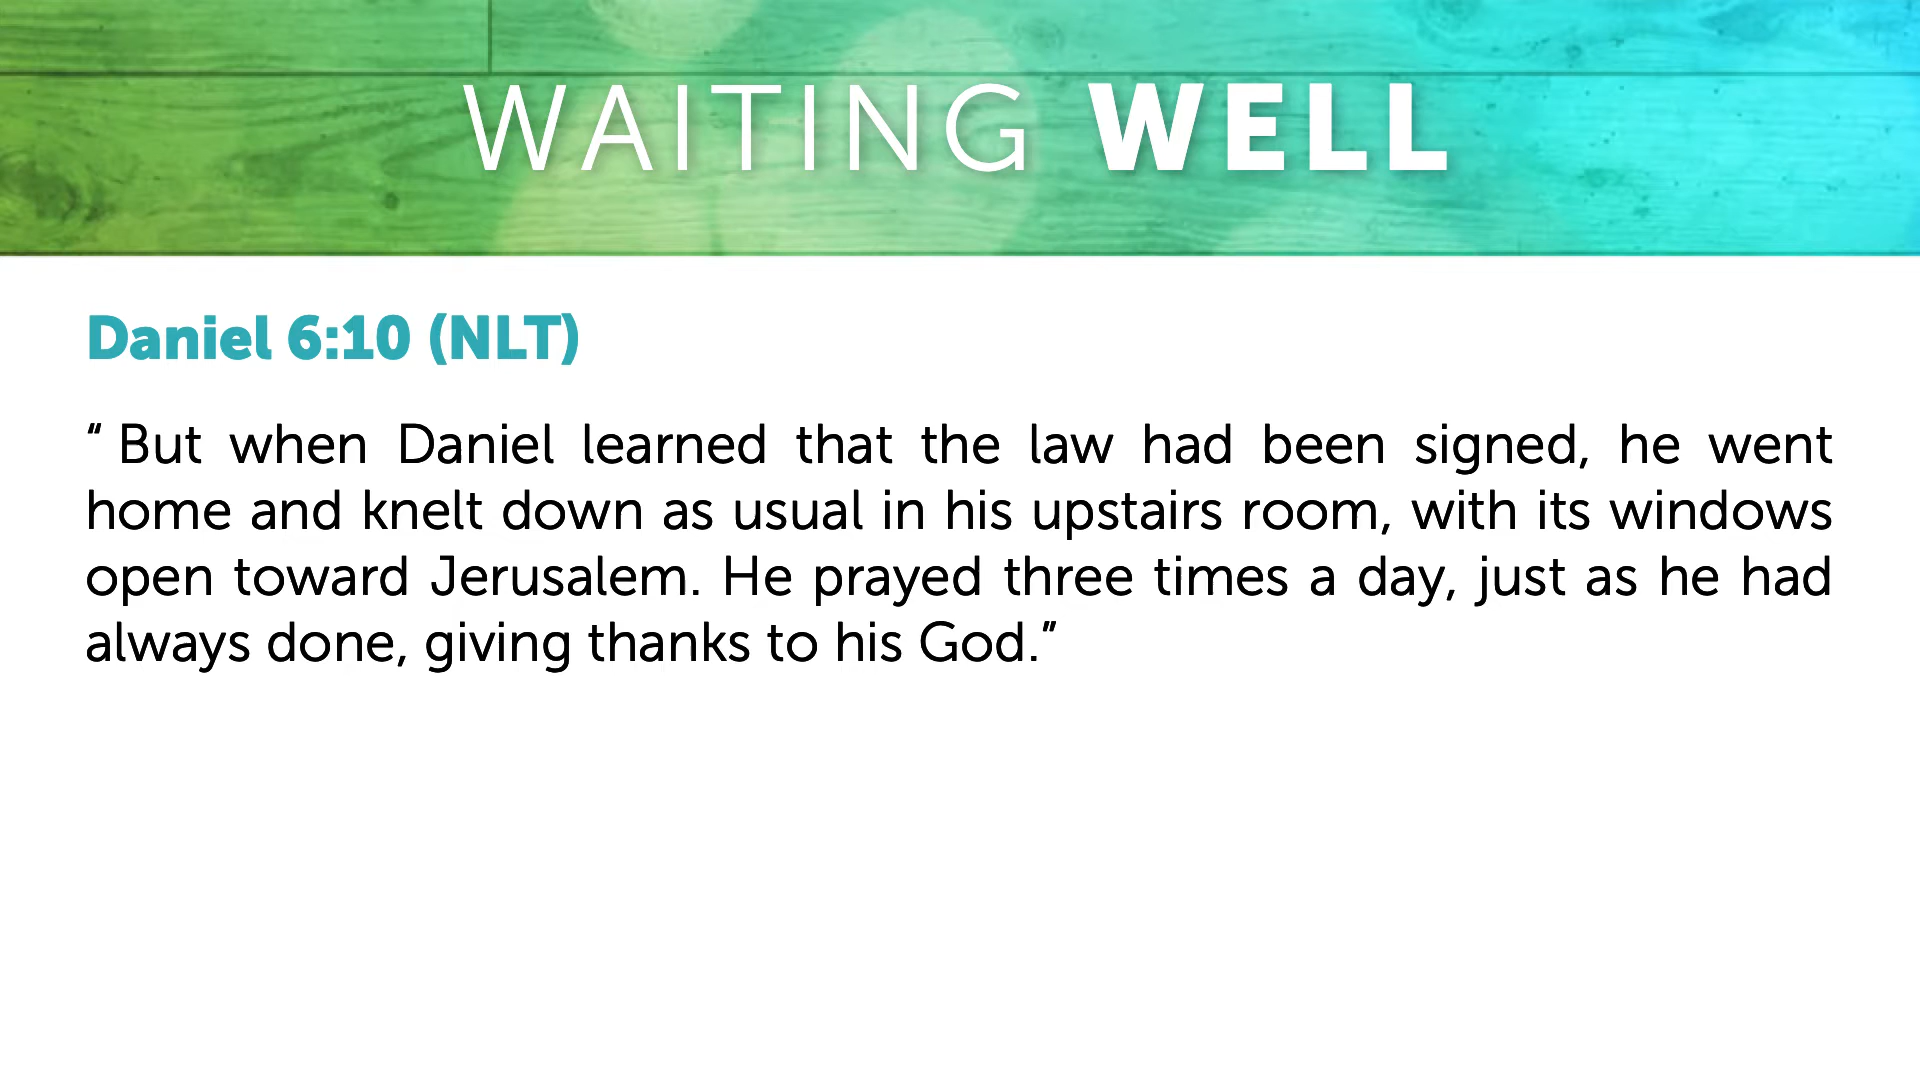 WAITING WELL
Daniel 6:10 (NLT)
“ But when Daniel learned that the law had been signed, he went
home and knelt down as usual in his upstairs room, with its windows
open toward Jerusalem. He prayed three times a day, just as he had
always done, giving thanks to his God.”